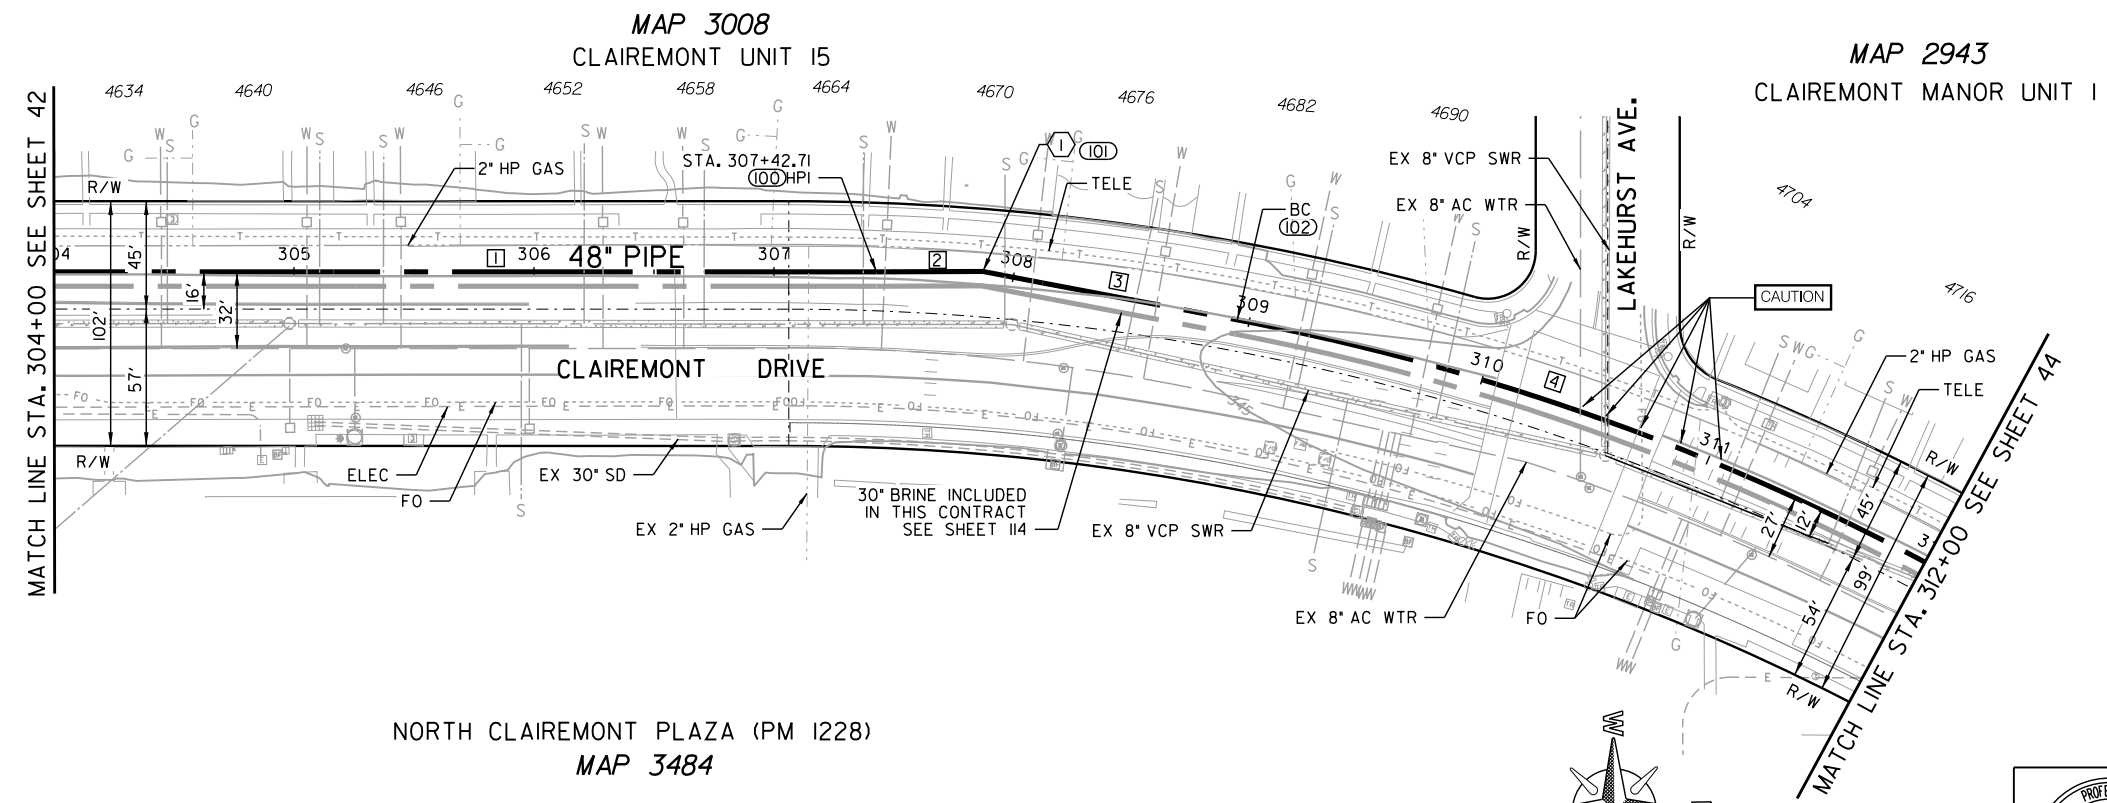 MAP 3008
CLAIREMONT UNIT 15
MAP 2943
CLAIREMONT MANOR UNIT 1
4634
4640
4646
4652
4658
4664
4670
4676
4682
4690
4704
4716
MATCH LINE STA. 304+00 SEE SHEET 42
R/W
2" HP GAS
STA. 307+42.71
100 HPI
1
101
TELE
BC
102
EX 8" VCP SWR
EX 8" AC WTR
LAKEHURST AVE.
R/W
R/W
CAUTION
04
305
1
306
48" PIPE
307
2
308
3
309
310
4
311
45'
16'
32'
102'
57'
CLAIREMONT DRIVE
345
2" HP GAS
TELE
R/W
R/W
ELEC
FO
EX 30" SD
EX 2" HP GAS
30" BRINE INCLUDED
IN THIS CONTRACT
SEE SHEET 114
EX 8" VCP SWR
EX 8" AC WTR
FO
27'
12'
45'
99'
54'
R/W
MATCH LINE STA. 312+00 SEE SHEET 44
NORTH CLAIREMONT PLAZA (PM 1228)
MAP 3484